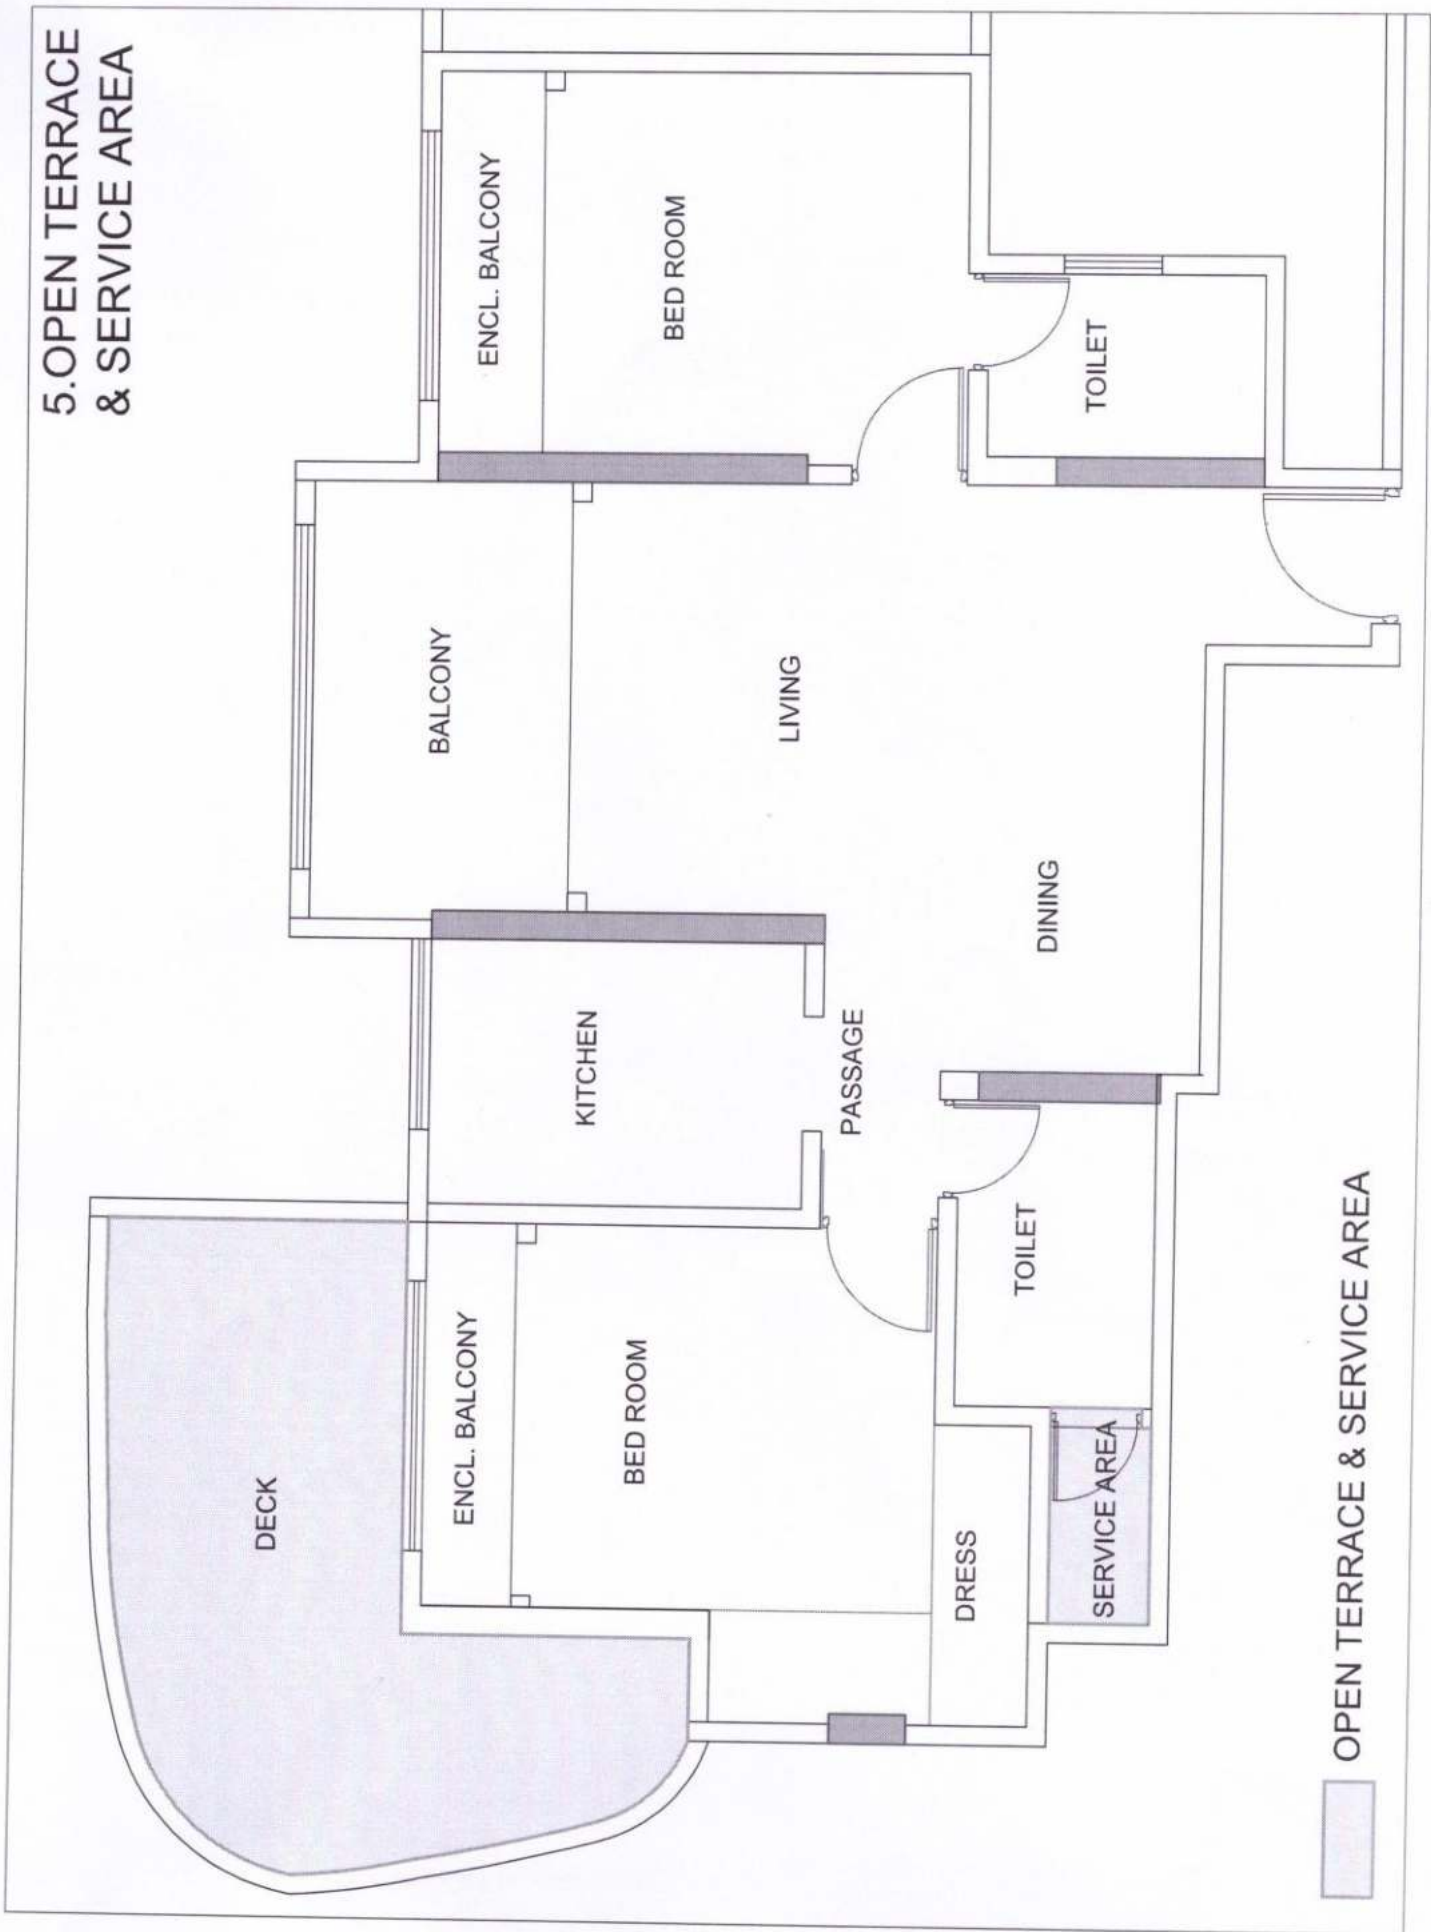 5.OPEN TERRACE
& SERVICE AREA
DECK
ENCL. BALCONY
BED ROOM
DRESS
SERVICE AREA
TOILET
KITCHEN
PASSAGE
BALCONY
LIVING
DINING
ENCL. BALCONY
BED ROOM
TOILET
OPEN TERRACE & SERVICE AREA